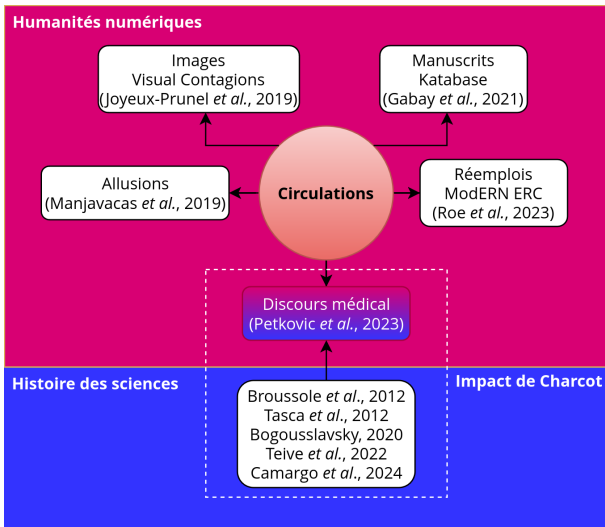 Humanités numériques
Images
Visual Contagions
(Joyeux-Prunel et al., 2019)
Manuscrits
Katabase
(Gabay et al., 2021)
Allusions
(Manjavacas et al., 2019)
Circulations
Réemplois
ModERN ERC
(Roe et al., 2023)
Discours médical
(Petkovic et al., 2023)
Histoire des sciences
Impact de Charcot
Broussole et al., 2012
Tasca et al., 2012
Bogousslavsky, 2020
Teive et al., 2022
Camargo et al., 2024